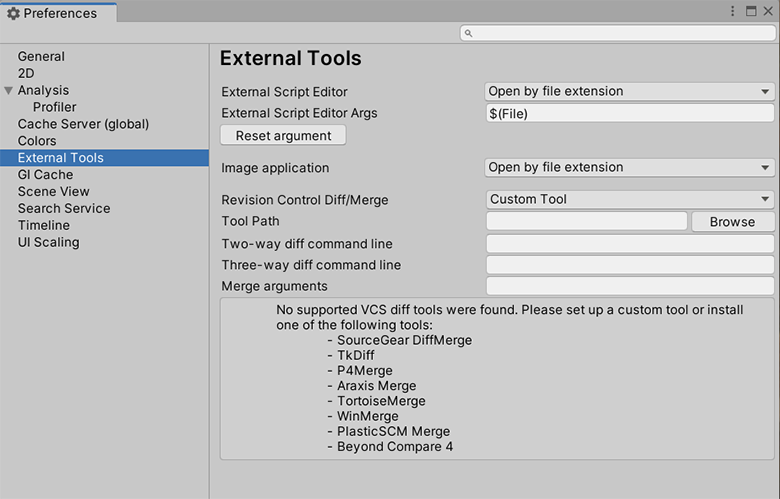 Preferences
General
2D
Analysis
Profiler
Cache Server (global)
Colors
External Tools
GI Cache
Scene View
Search Service
Timeline
UI Scaling
External Tools
External Script Editor Open by file extension
External Script Editor Args $(File)
Reset argument
Image application Open by file extension
Revision Control Diff/Merge Custom Tool
Tool Path Browse
Two-way diff command line
Three-way diff command line
Merge arguments
No supported VCS diff tools were found. Please set up a custom tool or install
one of the following tools:
- SourceGear DiffMerge
- TkDiff
- P4Merge
- Araxis Merge
- TortoiseMerge
- WinMerge
- PlasticSCM Merge
- Beyond Compare 4